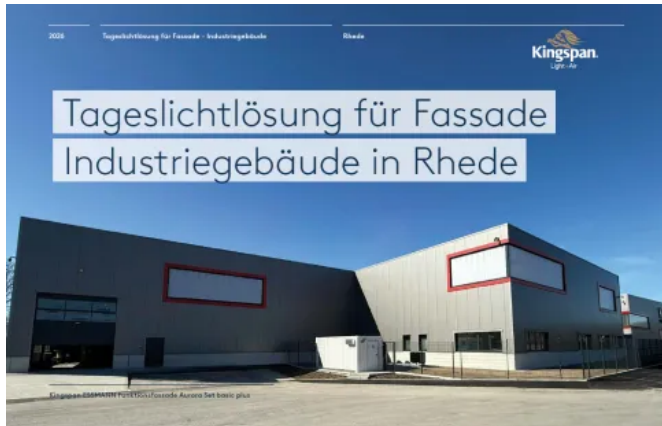 2026
Tageslichtlösung für Fassade - Industriegebäude
Rhede
Kingspan.
Light + Air
Tageslichtlösung für Fassade
Industriegebäude in Rhede
Kingspan ESSMANN Funktionsfassade Aurora Set basic plus